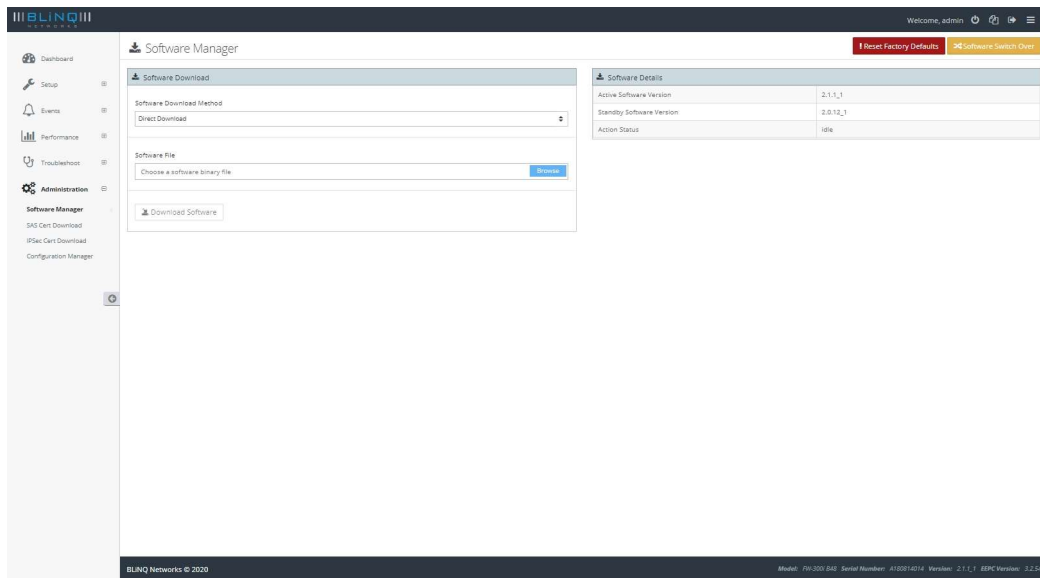 BLiNQ
NETWORKS
Welcome, admin
Dashboard
Setup
Events
Performance
Troubleshoot
Administration
Software Manager
SAS Cert Download
IPSec Cert Download
Configuration Manager
Software Manager
Reset Factory Defaults
Software Switch Over
Software Download
Software Download Method
Direct Download
Software File
Choose a software binary file
Browse
Download Software
Software Details
Active Software Version 2.1.1_1
Standby Software Version 2.0.12_1
Action Status Idle
BLiNQ Networks © 2020
Model: FW-300i B48 Serial Number: A180814014 Version: 2.1.1_1 EEPC Version: